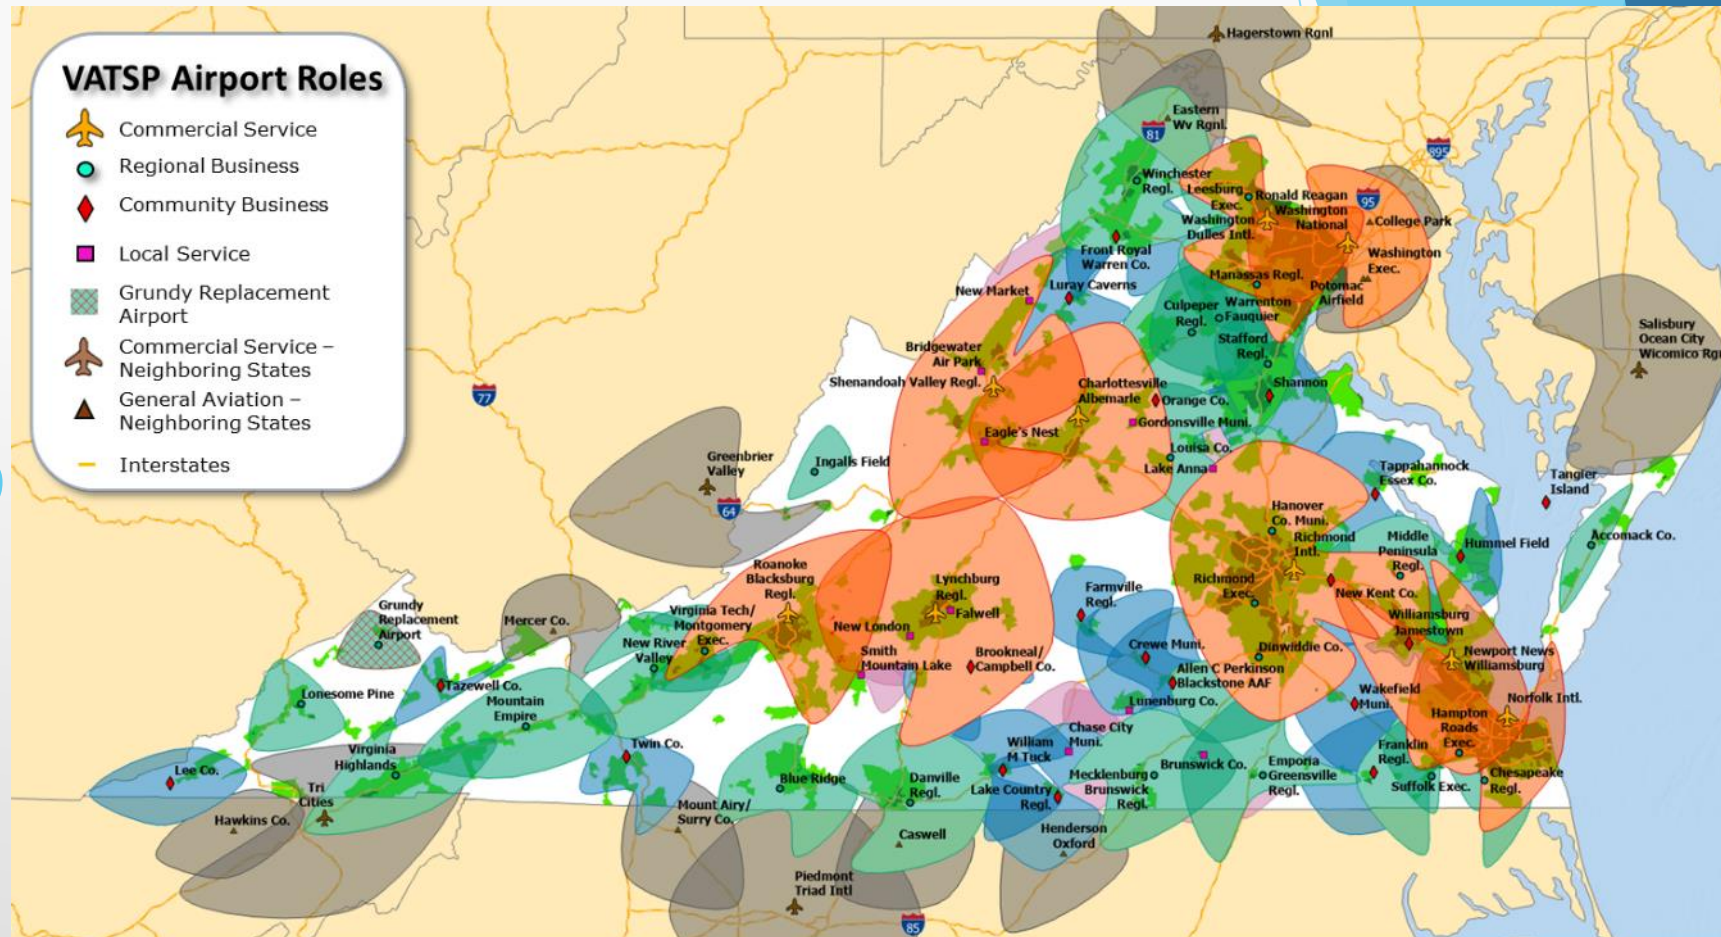 VATSP Airport Roles
Commercial Service
Regional Business
Community Business
Local Service
Grundy Replacement
Airport
Commercial Service –
Neighboring States
General Aviation –
Neighboring States
Interstates
Hagerstown Rgnl
Eastern
Wv Rgnl.
81
895
Winchester
Regl.
Leesburg
Exec.
Ronald Reagan
Washington
National
95
College Park
Washington
Dulles Intl.
Washington
Exec.
Front Royal
Warren Co.
Manassas Regl.
Potomac
Airfield
New Market
Luray Caverns
Culpeper
Regl.
Warrenton
Fauquier
Stafford
Regl.
Salisbury
Ocean City
Wicomico Rgn
Bridgewater
Air Park
Shenandoah Valley Regl.
Charlottesville
Albemarle
Shannon
77
Orange Co.
Gordonsville Muni.
Eagle's Nest
Louisa Co.
Lake Anna
Greenbrier
Valley
Ingalls Field
64
Tappahannock
Essex Co.
Tangier
Island
Hanover
Co. Muni.
Richmond
Intl.
Middle
Peninsula
Regl.
Hummel Field
Accomack Co.
Roanoke
Blacksburg
Regl.
Lynchburg
Regl.
Falwell
Farmville
Regl.
Richmond
Exec.
New Kent Co.
Grundy
Replacement
Airport
Mercer Co.
Virginia Tech/
Montgomery
Exec.
New London
Williamsburg
Jamestown
New River
Valley
Smith
Mountain Lake
Brookneal/
Campbell Co.
Crewe Muni.
Dinwiddie Co.
Newport News
Williamsburg
Allen C Perkinson
Blackstone AAF
Tazewell Co.
Lonesome Pine
Mountain
Empire
Lunenburg Co.
Wakefield
Muni.
Norfolk Intl.
Chase City
Muni.
Hampton
Roads
Exec.
Virginia
Highlands
Twin Co.
William
M Tuck
Franklin
Regl.
Lee Co.
Tri
Cities
Blue Ridge
Danville
Regl.
Lake Country
Regl.
Mecklenburg
Brunswick
Regl.
Brunswick Co.
Emporia
Greensville
Regl.
Suffolk Exec.
Chesapeake
Regl.
Hawkins Co.
Mount Airy/
Surry Co.
Caswell
Henderson
Oxford
Piedmont
Triad Intl
85